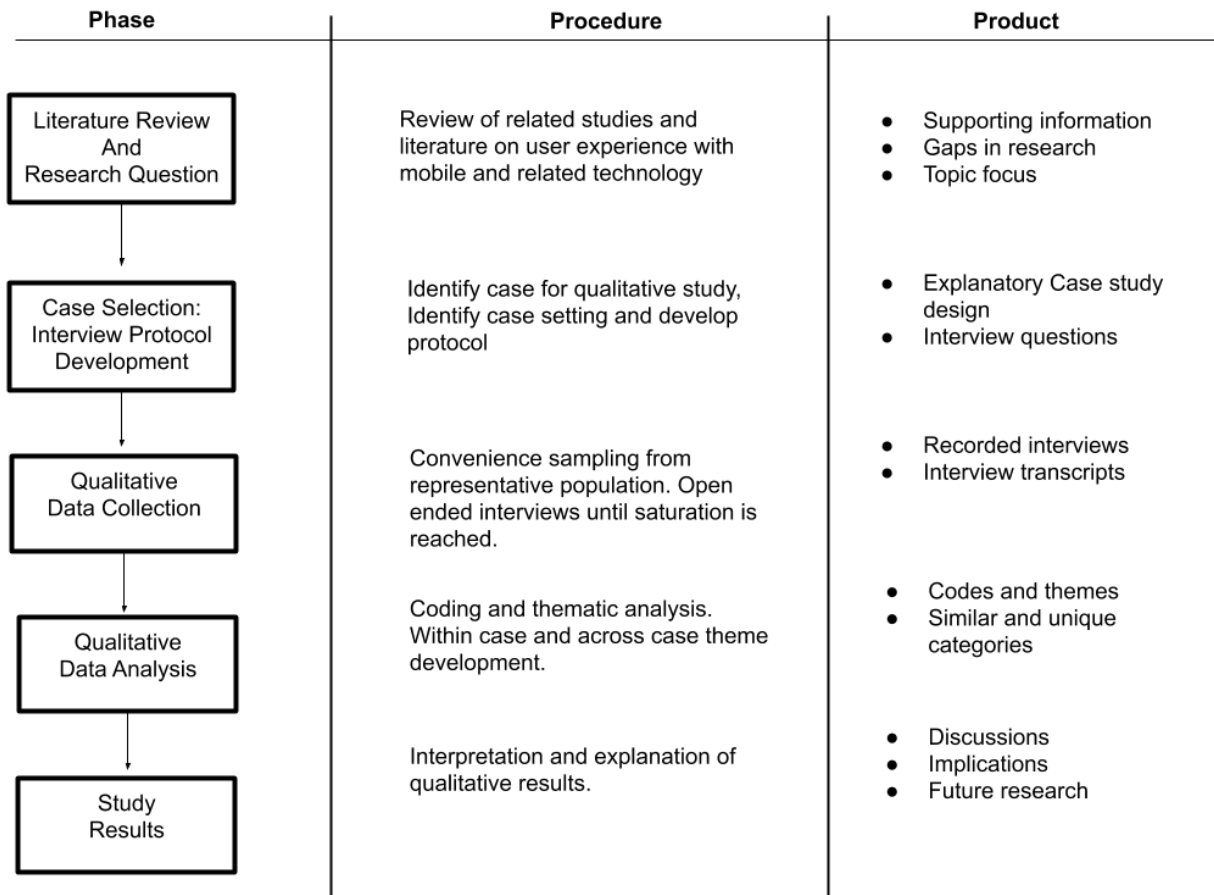 Phase
Procedure
Product
Literature Review
And
Research Question
Review of related studies and
literature on user experience with
mobile and related technology
● Supporting information
● Gaps in research
● Topic focus
Case Selection:
Interview Protocol
Development
Identify case for qualitative study,
Identify case setting and develop
protocol
● Explanatory Case study
design
● Interview questions
Qualitative
Data Collection
Convenience sampling from
representative population. Open
ended interviews until saturation is
reached.
● Recorded interviews
● Interview transcripts
Qualitative
Data Analysis
Coding and thematic analysis.
Within case and across case theme
development.
● Codes and themes
● Similar and unique
categories
Study
Results
Interpretation and explanation of
qualitative results.
● Discussions
● Implications
● Future research